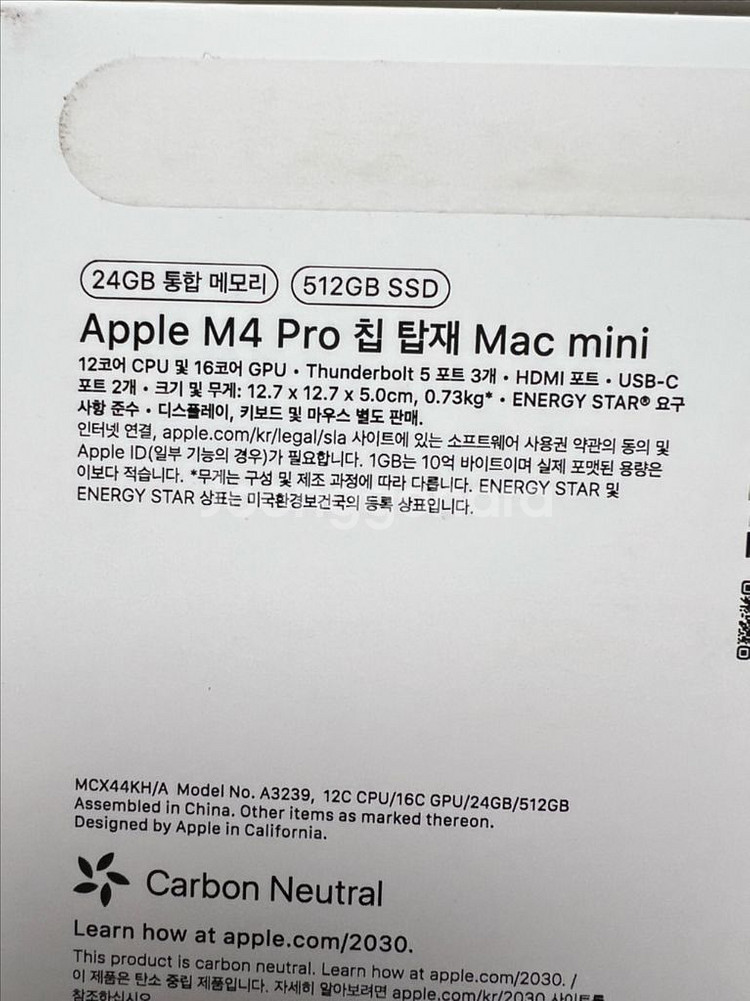 24GB 통합 메모리 512GB SSD
Apple M4 Pro 칩 탑재 Mac mini
12코어 CPU 및 16코어 GPU • Thunderbolt 5 포트 3개 • HDMI 포트 • USB-C
포트 2개 • 크기 및 무게: 12.7 x 12.7 x 5.0cm, 0.73kg* • ENERGY STAR® 요구
사항 준수 • 디스플레이, 키보드 및 마우스 별도 판매.
인터넷 연결, apple.com/kr/legal/sla 사이트에 있는 소프트웨어 사용권 약관의 동의 및
Apple ID(일부 기능의 경우)가 필요합니다. 1GB는 10억 바이트이며 실제 포맷된 용량은
이보다 적습니다. *무게는 구성 및 제조 과정에 따라 다릅니다. ENERGY STAR 및
ENERGY STAR 상표는 미국환경보건국의 등록 상표입니다.
MCX44KH/A Model No. A3239, 12C CPU/16C GPU/24GB/512GB
Assembled in China. Other items as marked thereon.
Designed by Apple in California.
Carbon Neutral
Learn how at apple.com/2030.
This product is carbon neutral. Learn how at apple.com/2030. /
이 제품은 탄소 중립 제품입니다. 자세히 알아보려면 apple.com/kr/2030 사이트를
참조하십시오